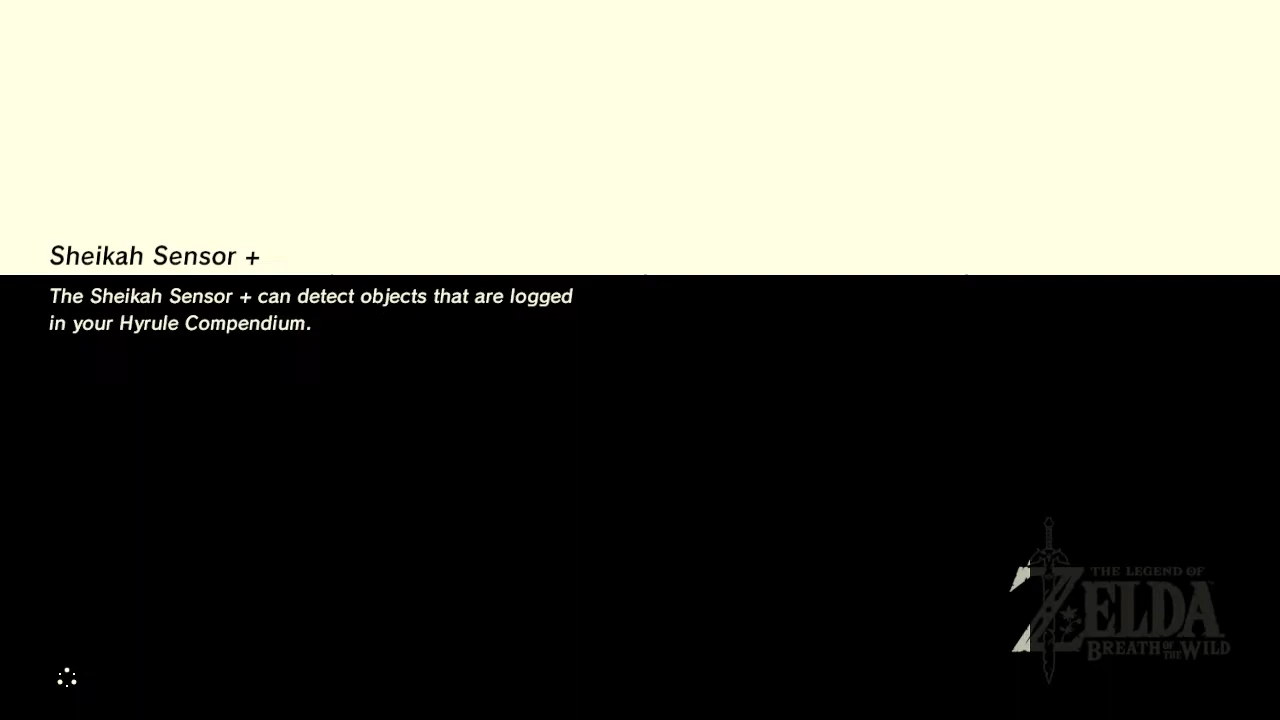 Sheikah Sensor +
The Sheikah Sensor + can detect objects that are logged
in your Hyrule Compendium.
THE LEGEND OF
ZELDA
BREATH OF THE WILD